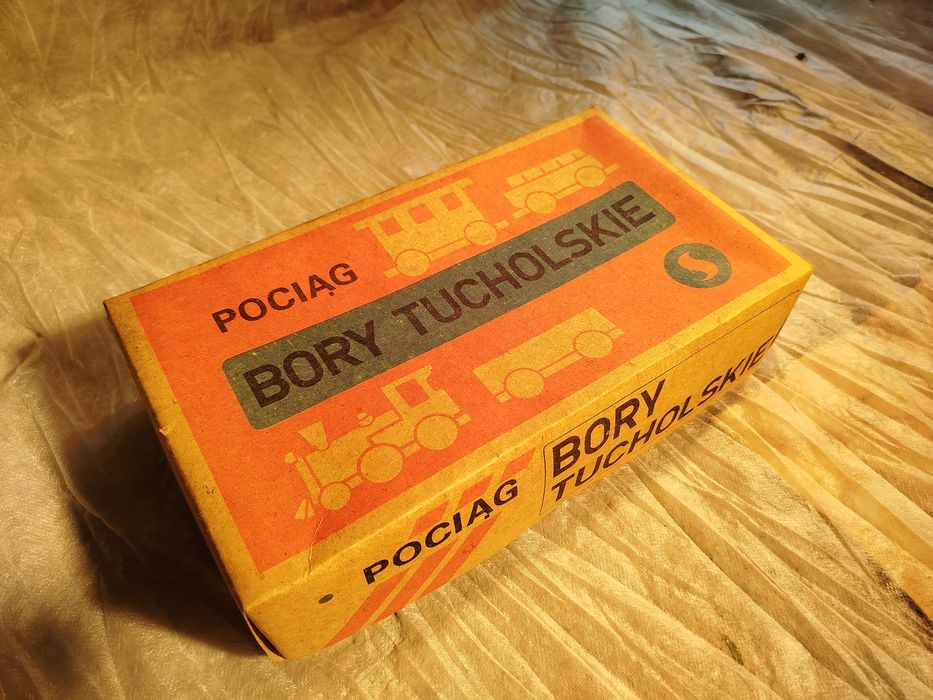 POCIĄG
BORY TUCHOLSKIE
S
POCIĄG
BORY
TUCHOLSKIE